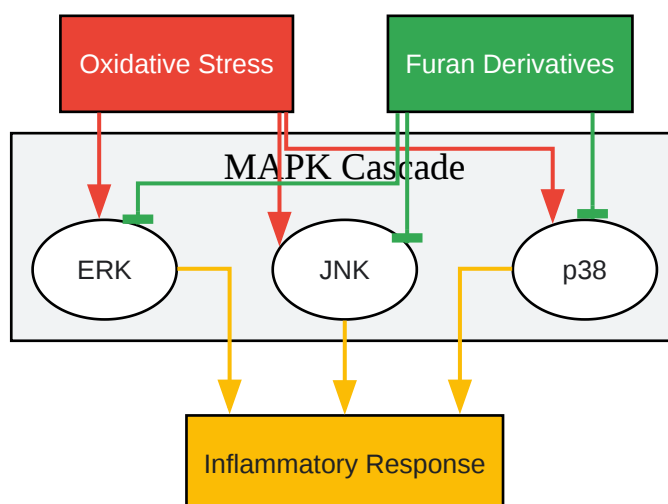 Oxidative Stress
Furan Derivatives
MAPK Cascade
ERK
JNK
p38
Inflammatory Response